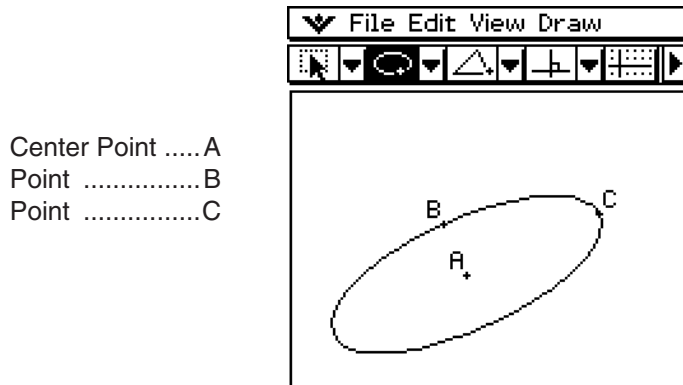 File Edit View Draw
Center Point .....A
Point ................B
Point ................C
B
C
A